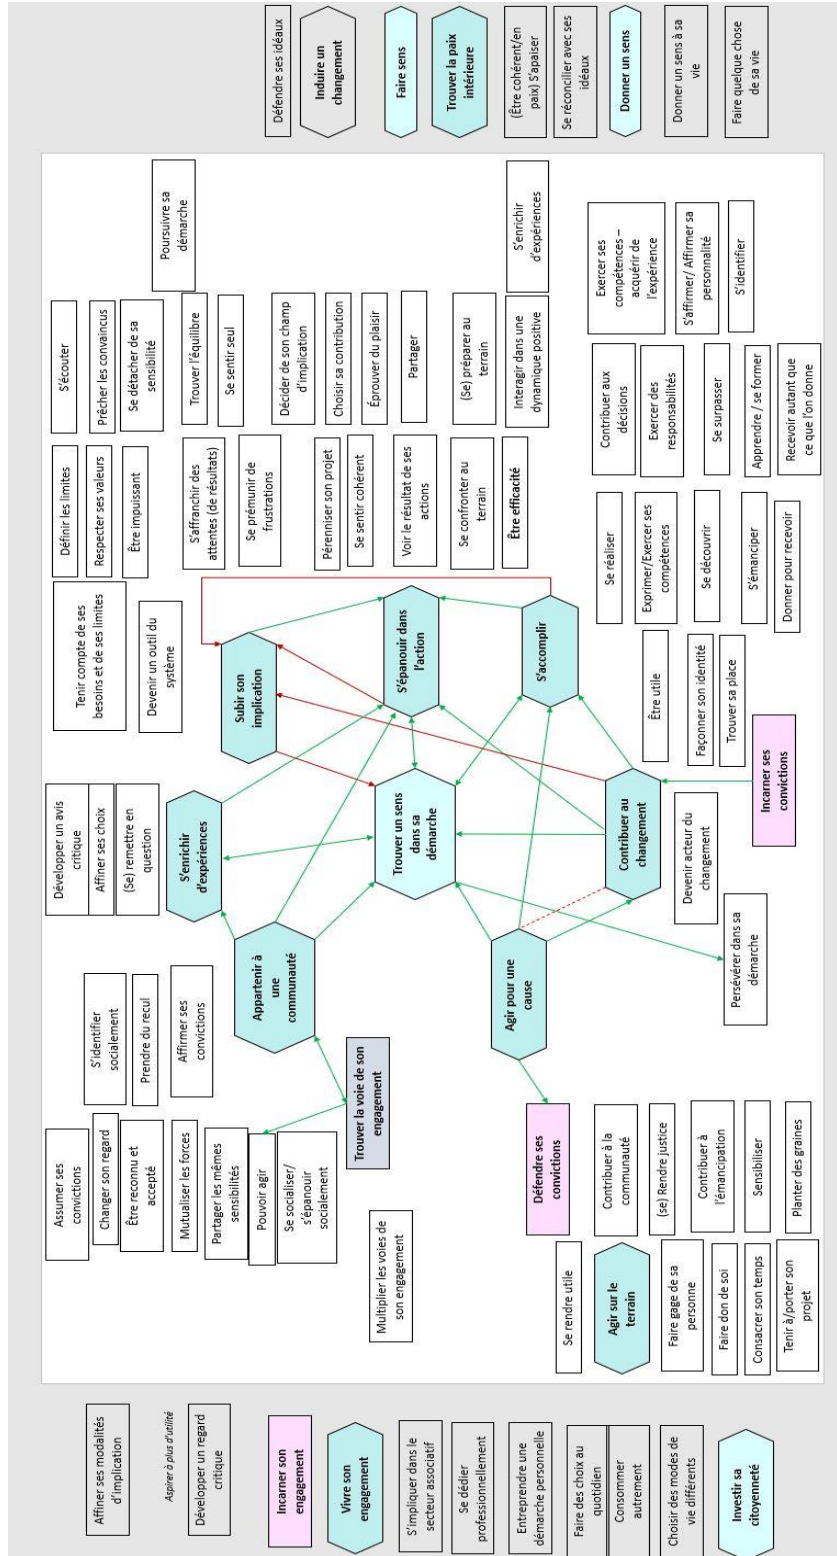 Affiner ses modalités
d'implication
Aspirer à plus d'utilité
Développer un regard
critique
Incarner son
engagement
Vivre son
engagement
S'impliquer dans le
secteur associatif
Se dédier
professionnellement
Entreprendre une
démarche personnelle
Faire des choix au
quotidien
Consommer
autrement
Choisir des modes de
vie différents
Investir sa
citoyenneté
Assumer ses
convictions
Changer son regard
Être reconnu et
accepté
Mutualiser les forces
Partager les mêmes
sensibilités
Pouvoir agir
Se socialiser/
s'épanouir
socialement
Multiplier les voies de
son engagement
Se rendre utile
Agir sur le
terrain
Faire gage de sa
personne
Faire don de soi
Consacrer son temps
Tenir à/porter son
projet
S'identifier
socialement
Prendre du recul
Affirmer ses
convictions
Trouver la voie de son
engagement
Défendre ses
convictions
Contribuer à la
communauté
(se) Rendre justice
Contribuer à
l'émancipation
Sensibiliser
Planter des graines
Appartenir à
une
communauté
Agir pour une
cause
Persévérer dans sa
démarche
Développer un avis
critique
Affiner ses choix
(Se) remettre en
question
S'enrichir
d'expériences
Trouver un sens
dans sa
démarche
Contribuer au
changement
Devenir acteur du
changement
Incarner ses
convictions
Tenir compte de ses
besoins et de ses limites
Devenir un outil du
système
Subir son
implication
S'épanouir dans
l'action
S'accomplir
Être utile
Façonner son identité
Trouver sa place
Définir les limites
Respecter ses valeurs
Être impuissant
S'affranchir des
attentes (de résultats)
Se prémunir de
frustrations
Pérenniser son projet
Se sentir cohérent
Voir le résultat de ses
actions
Se confronter au
terrain
Être efficacité
Se réaliser
Exprimer/Exercer ses
compétences
Se découvrir
S'émanciper
Donner pour recevoir
S'écouter
Prêcher les convaincus
Se détacher de sa
sensibilité
Trouver l'équilibre
Se sentir seul
Décider de son champ
d'implication
Choisir sa contribution
Éprouver du plaisir
Partager
(Se) préparer au
terrain
Interagir dans une
dynamique positive
Contribuer aux
décisions
Exercer des
responsabilités
Se surpasser
Apprendre / se former
Recevoir autant que
ce que l'on donne
Poursuivre sa
démarche
S'enrichir
d'expériences
Exercer ses
compétences –
acquérir de
l'expérience
S'affirmer/ Affirmer sa
personnalité
S'identifier
Défendre ses idéaux
Induire un
changement
Faire sens
Trouver la paix
intérieure
(Être cohérent/en
paix) S'apaiser
Se réconcilier avec ses
idéaux
Donner un sens
Donner un sens à sa
vie
Faire quelque chose
de sa vie